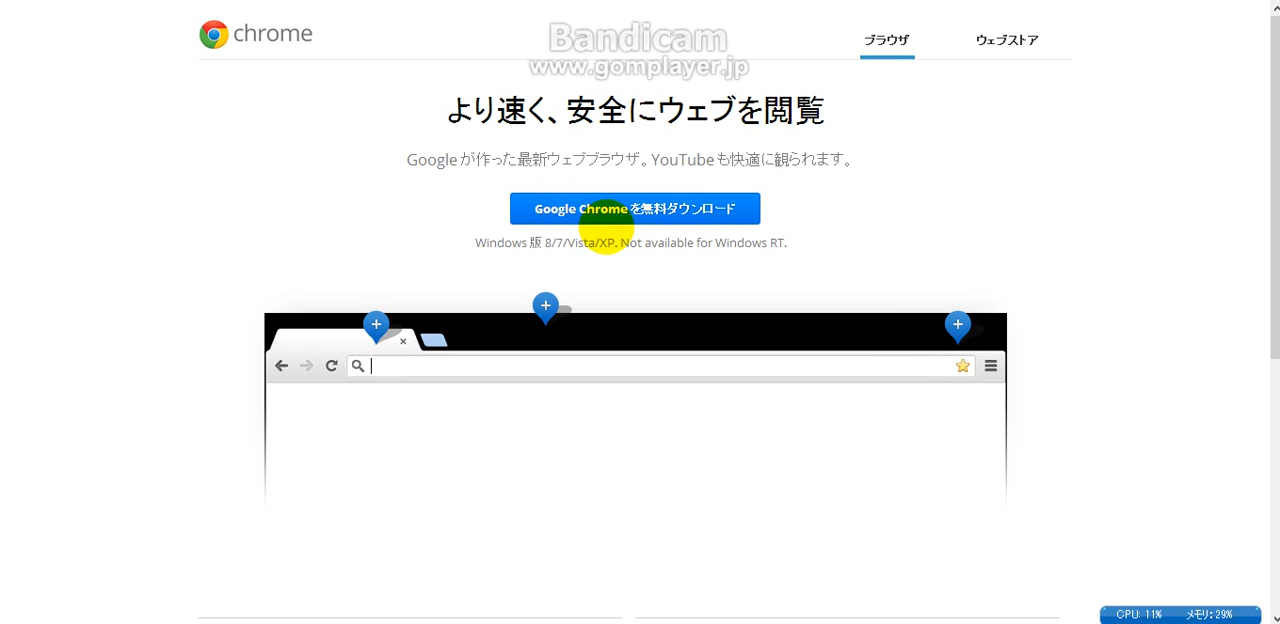 chrome
Bandicam
www.gomplayer.jp
ブラウザ
ウェブストア
より速く、安全にウェブを閲覧
Google が作った最新ウェブブラウザ。YouTube も快適に観られます。
Google Chrome を無料ダウンロード
Windows 版 8/7/Vista/XP. Not available for Windows RT.
CPU: 11% メモリ: 29%